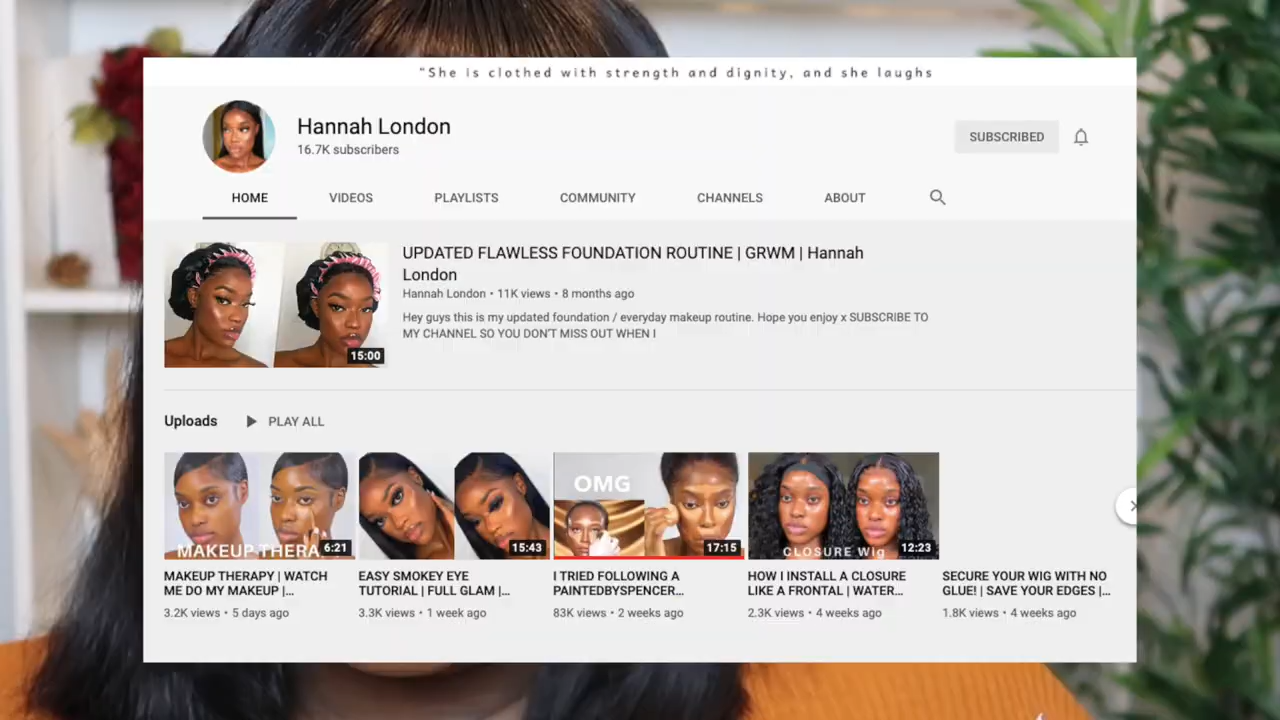 "She is clothed with strength and dignity, and she laughs
Hannah London
16.7K subscribers
SUBSCRIBED
HOME VIDEOS PLAYLISTS COMMUNITY CHANNELS ABOUT
UPDATED FLAWLESS FOUNDATION ROUTINE | GRWM | Hannah
London
Hannah London • 11K views • 8 months ago
Hey guys this is my updated foundation / everyday makeup routine. Hope you enjoy x SUBSCRIBE TO
MY CHANNEL SO YOU DON'T MISS OUT WHEN I
15:00
Uploads PLAY ALL
OMG
MAKEUP THERA 6:21 15:43 17:15 CLOSURE Wig 12:23
MAKEUP THERAPY | WATCH
ME DO MY MAKEUP |...
3.2K views • 5 days ago
EASY SMOKEY EYE
TUTORIAL | FULL GLAM |...
3.3K views • 1 week ago
I TRIED FOLLOWING A
PAINTEDBYSPENCER...
83K views • 2 weeks ago
HOW I INSTALL A CLOSURE
LIKE A FRONTAL | WATER...
2.3K views • 4 weeks ago
SECURE YOUR WIG WITH NO
GLUE! | SAVE YOUR EDGES |...
1.8K views • 4 weeks ago